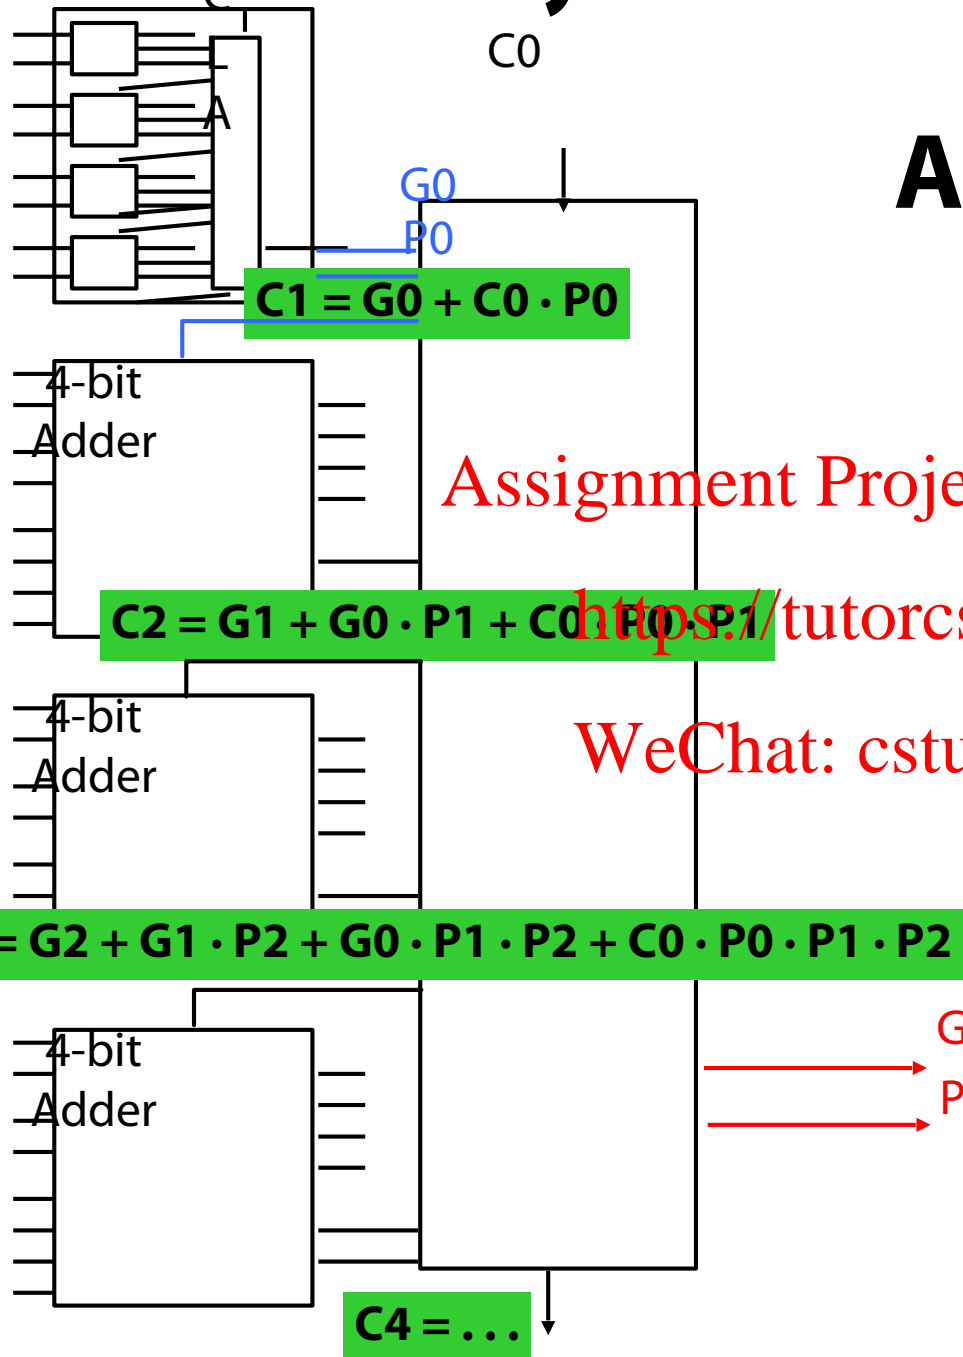 C
L
A
C0
A
G0
P0
C1 = G0 + C0 · P0
4-bit
Adder
Assignment Proje
C2 = G1 + G0 · P1 + C0 · P0 · P1
https://tutorcs
4-bit
Adder
WeChat: cstu
= G2 + G1 · P2 + G0 · P1 · P2 + C0 · P0 · P1 · P2
G
4-bit
Adder
P
C4 = . . .